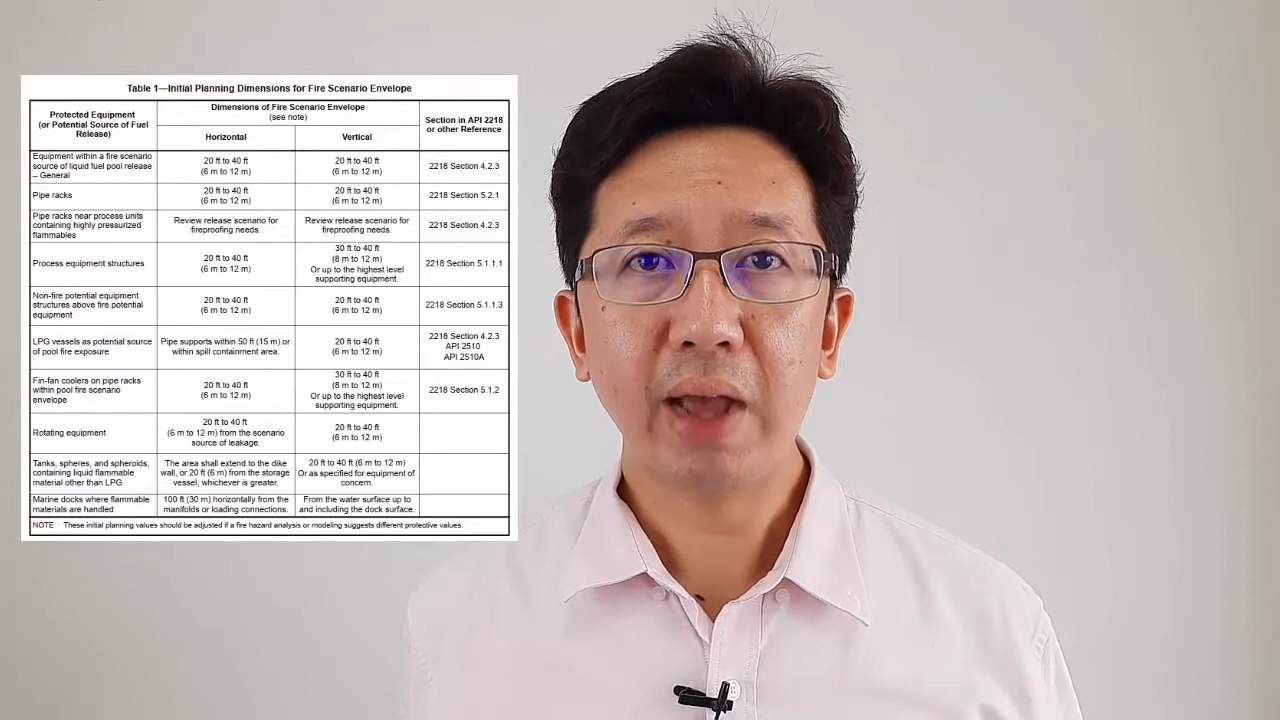 Table 1—Initial Planning Dimensions for Fire Scenario Envelope
Protected Equipment
(or Potential Source of Fuel
Release)
Dimensions of Fire Scenario Envelope
(see note)
Horizontal
Vertical
Section in API 2218
or other Reference
Equipment within a fire scenario
source of liquid fuel pool release
– General
20 ft to 40 ft
(6 m to 12 m)
20 ft to 40 ft
(6 m to 12 m)
2218 Section 4.2.3
Pipe racks
20 ft to 40 ft
(6 m to 12 m)
20 ft to 40 ft
(6 m to 12 m)
2218 Section 5.2.1
Pipe racks near process units
containing highly pressurized
flammables
Review release scenario for
fireproofing needs.
Review release scenario for
fireproofing needs.
2218 Section 4.2.3
Process equipment structures
20 ft to 40 ft
(6 m to 12 m)
30 ft to 40 ft
(8 m to 12 m)
Or up to the highest level
supporting equipment.
2218 Section 5.1.1.1
Non-fire potential equipment
structures above fire potential
equipment
20 ft to 40 ft
(6 m to 12 m)
20 ft to 40 ft
(6 m to 12 m)
2218 Section 5.1.1.3
LPG vessels as potential source
of pool fire exposure
Pipe supports within 50 ft (15 m) or
within spill containment area.
20 ft to 40 ft
(6 m to 12 m)
2218 Section 4.2.3
API 2510
API 2510A
Fin-fan coolers on pipe racks
within pool fire scenario
envelope
20 ft to 40 ft
(6 m to 12 m)
30 ft to 40 ft
(8 m to 12 m)
Or up to the highest level
supporting equipment.
2218 Section 5.1.2
Rotating equipment
20 ft to 40 ft
(6 m to 12 m) from the scenario
source of leakage.
20 ft to 40 ft
(6 m to 12 m)
Tanks, spheres, and spheroids,
containing liquid flammable
material other than LPG
The area shall extend to the dike
wall, or 20 ft (6 m) from the storage
vessel, whichever is greater.
20 ft to 40 ft (6 m to 12 m)
Or as specified for equipment of
concern.
Marine docks where flammable
materials are handled
100 ft (30 m) horizontally from the
manifolds or loading connections.
From the water surface up to
and including the dock surface.
NOTE These initial planning values should be adjusted if a fire hazard analysis or modeling suggests different protective values.